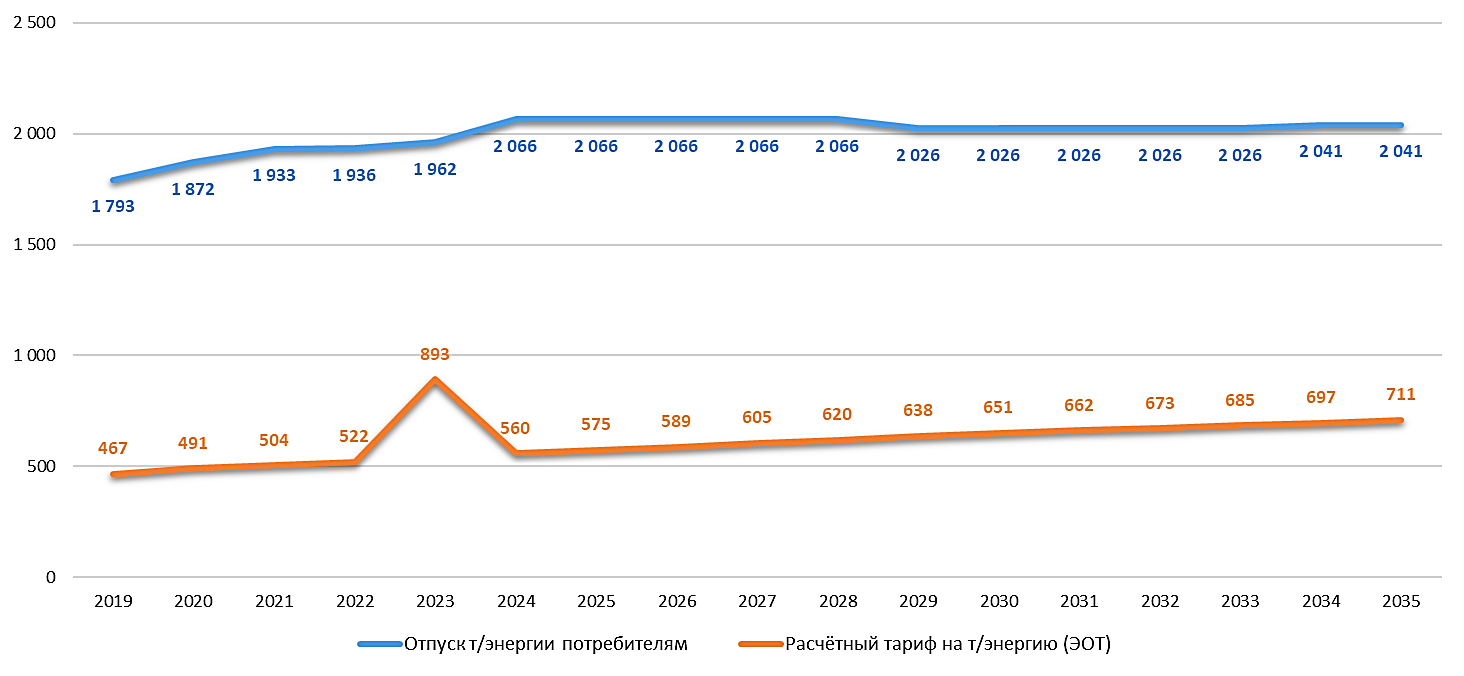 2 500
2 000
1 500
1 000
500
0
1 793 1 872 1 933 1 936 1 962 2 066 2 066 2 066 2 066 2 066 2 026 2 026 2 026 2 026 2 026 2 041 2 041
467 491 504 522 893 560 575 589 605 620 638 651 662 673 685 697 711
2019 2020 2021 2022 2023 2024 2025 2026 2027 2028 2029 2030 2031 2032 2033 2034 2035
Отпуск т/энергии потребителям Расчётный тариф на т/энергию (ЭОТ)